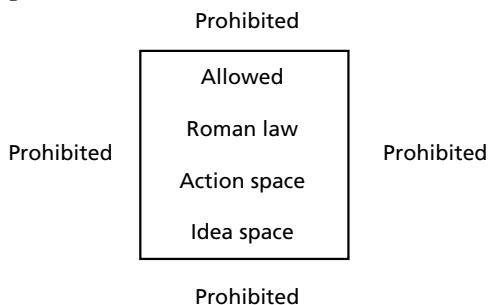 Prohibited
Allowed
Roman law
Prohibited
Prohibited
Action space
Idea space
Prohibited